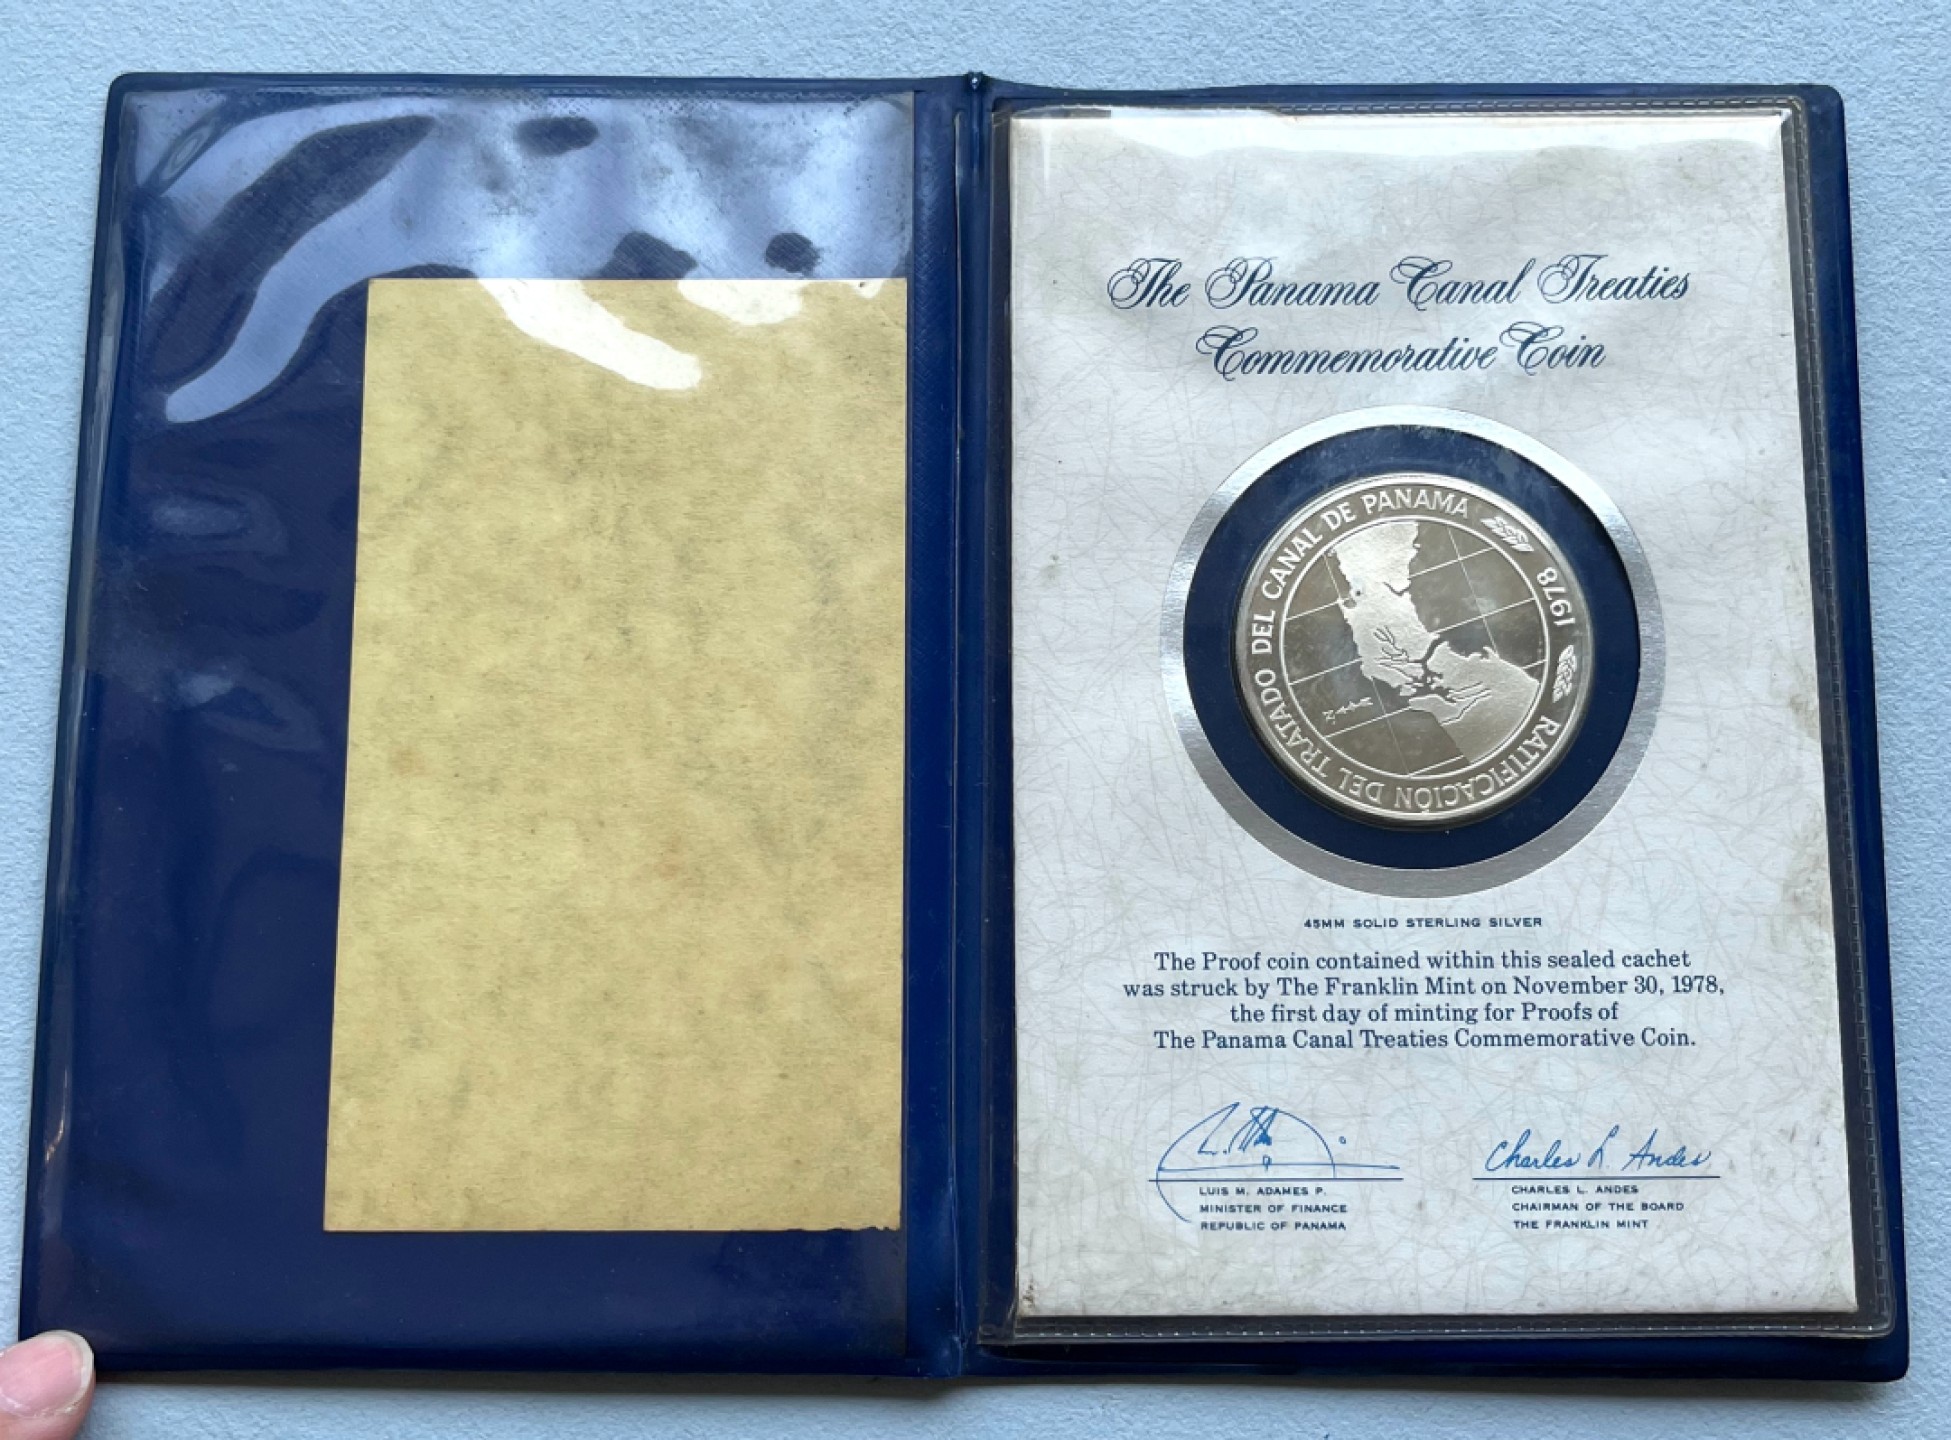 The Panama Canal Treaties
Commemorative Coin
RATIFICACIÓN DEL TRATADO DEL CANAL DE PANAMA
1978
N
45MM SOLID STERLING SILVER
The Proof coin contained within this sealed cachet
was struck by The Franklin Mint on November 30, 1978,
the first day of minting for Proofs of
The Panama Canal Treaties Commemorative Coin.
Charles L. Andes
LUIS M. ADAMES P.
MINISTER OF FINANCE
REPUBLIC OF PANAMA
CHARLES L. ANDES
CHAIRMAN OF THE BOARD
THE FRANKLIN MINT